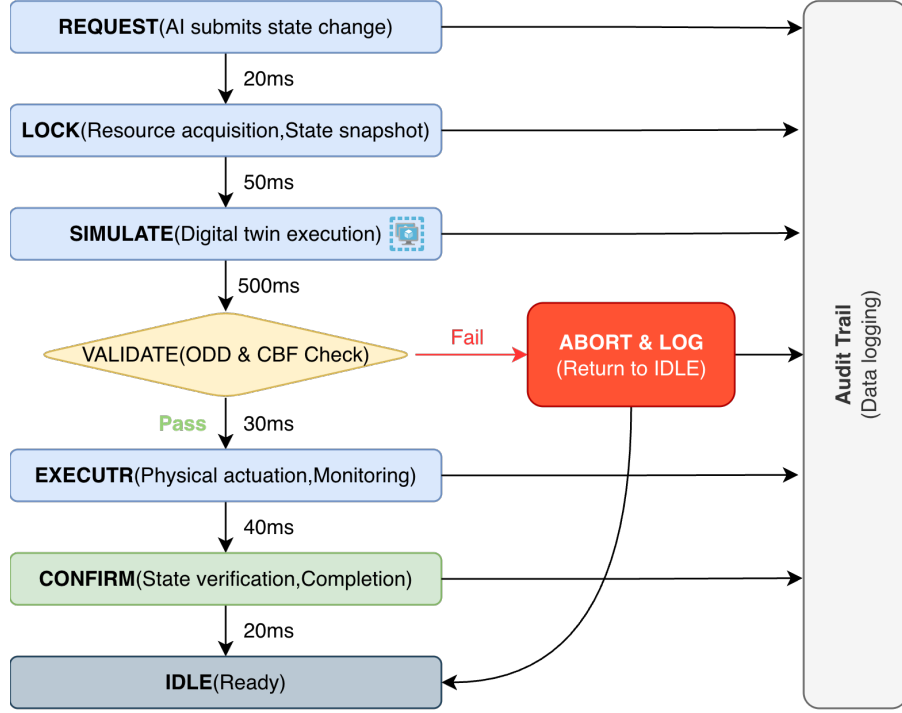 REQUEST(AI submits state change)
20ms
LOCK(Resource acquisition,State snapshot)
50ms
SIMULATE(Digital twin execution)
500ms
VALIDATE(ODD & CBF Check)
Fail
ABORT & LOG
(Return to IDLE)
Pass
30ms
EXECUTR(Physical actuation,Monitoring)
40ms
CONFIRM(State verification,Completion)
20ms
IDLE(Ready)
Audit Trail
(Data logging)